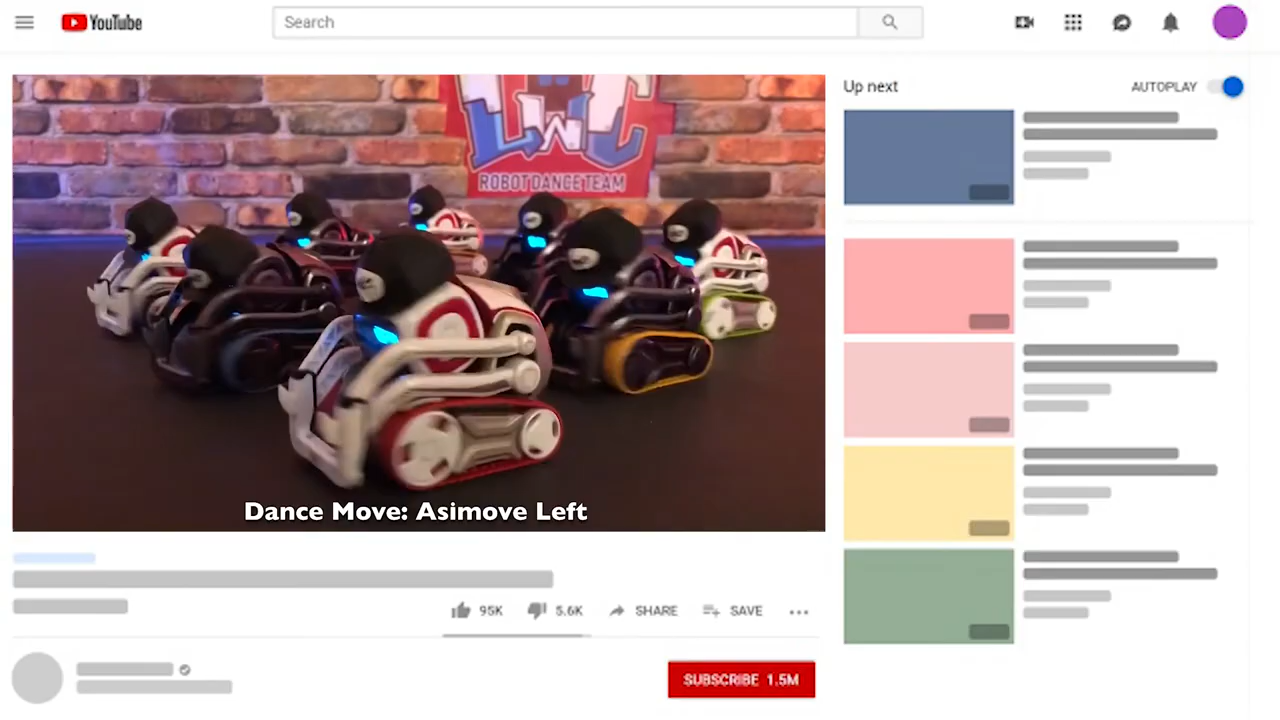 YouTube
Search
Up next
AUTOPLAY
LWC
ROBOT DANCE TEAM
Dance Move: Asimove Left
95K
5.6K
SHARE
SAVE
SUBSCRIBE 1.5M